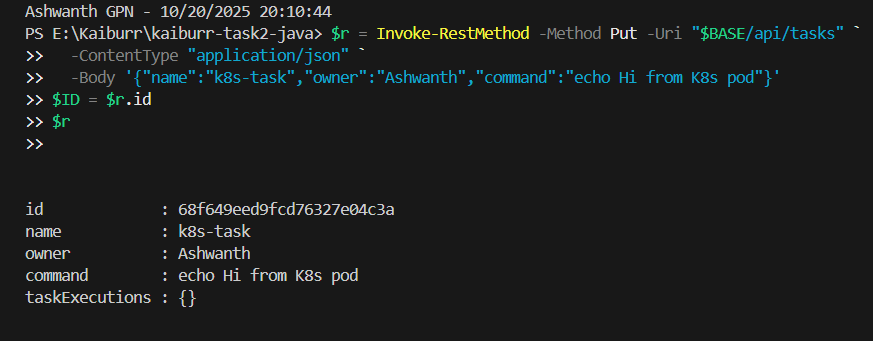 Ashwanth GPN - 10/20/2025 20:10:44
PS E:\Kaiburr\kaiburr-task2-java> $r = Invoke-RestMethod -Method Put -Uri "$BASE/api/tasks" `
>>   -ContentType "application/json" `
>>   -Body '{"name":"k8s-task","owner":"Ashwanth","command":"echo Hi from K8s pod"}'
>> $ID = $r.id
>> $r
>>
id             : 68f649eed9fcd76327e04c3a
name           : k8s-task
owner          : Ashwanth
command        : echo Hi from K8s pod
taskExecutions : {}